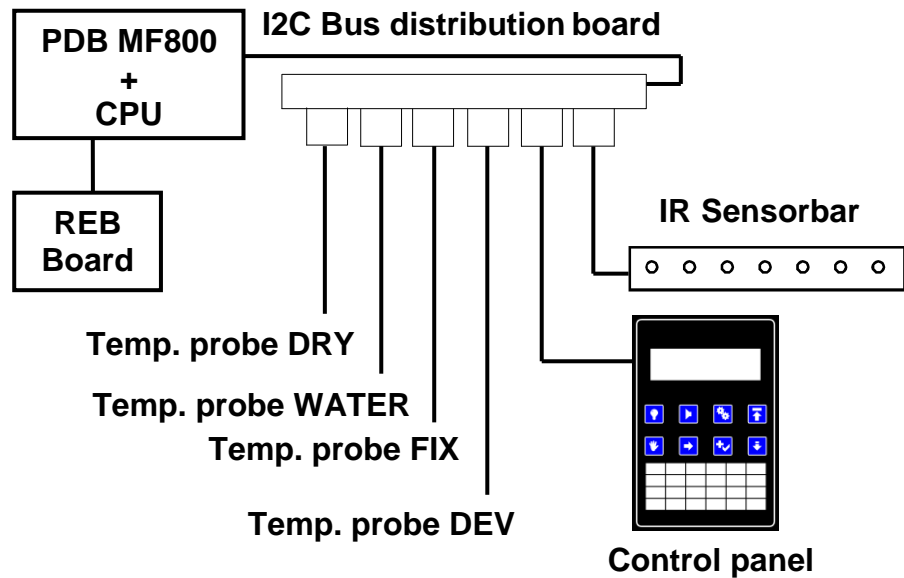 I2C Bus distribution board
PDB MF800
+
CPU
REB
Board
IR Sensorbar
Temp. probe DRY
Temp. probe WATER
Temp. probe FIX
Temp. probe DEV
Control panel